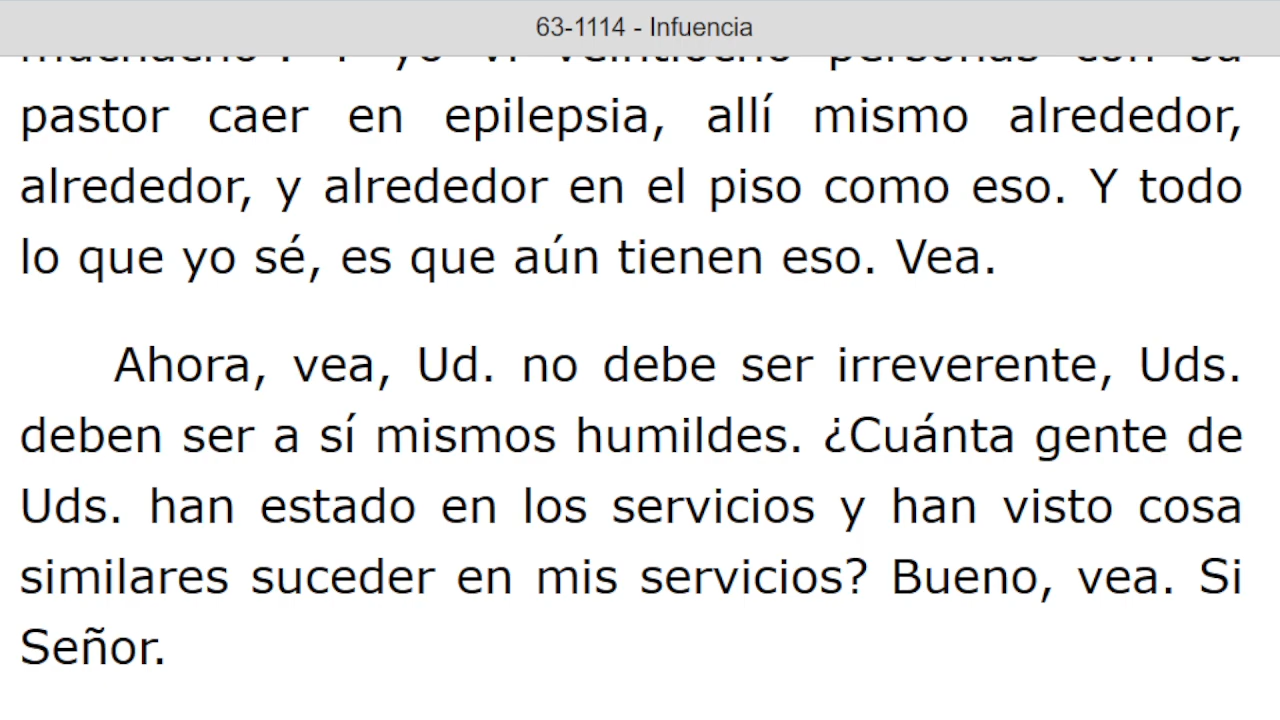 63-1114 - Infuencia
pastor caer en epilepsia, allí mismo alrededor,
alrededor, y alrededor en el piso como eso. Y todo
lo que yo sé, es que aún tienen eso. Vea.
Ahora, vea, Ud. no debe ser irreverente, Uds.
deben ser a sí mismos humildes. ¿Cuánta gente de
Uds. han estado en los servicios y han visto cosa
similares suceder en mis servicios? Bueno, vea. Si
Señor.